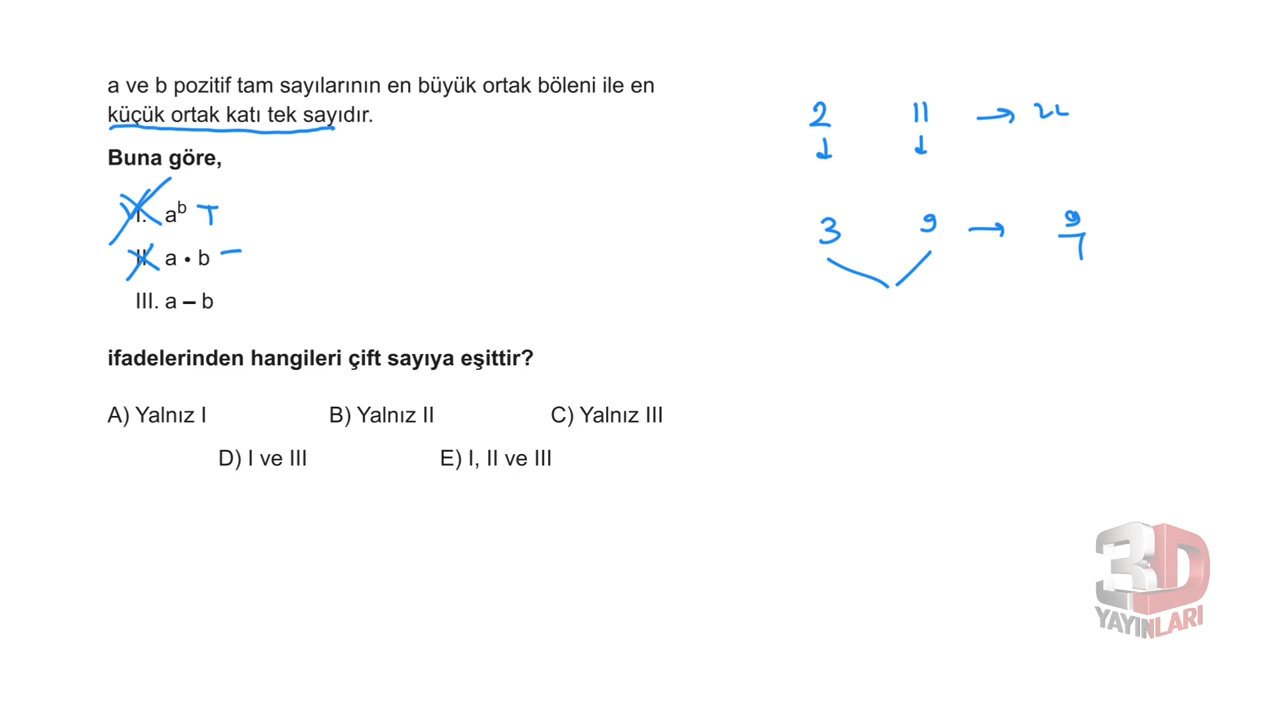 a ve b pozitif tam sayılarının en büyük ortak böleni ile en
küçük ortak katı tek sayıdır.
Buna göre,
I. aᵇ T
II. a • b –
III. a – b
ifadelerinden hangileri çift sayıya eşittir?
A) Yalnız I B) Yalnız II C) Yalnız III
D) I ve III E) I, II ve III
2 11 → 22
3 9 → 9
T
3D
YAYINLARI